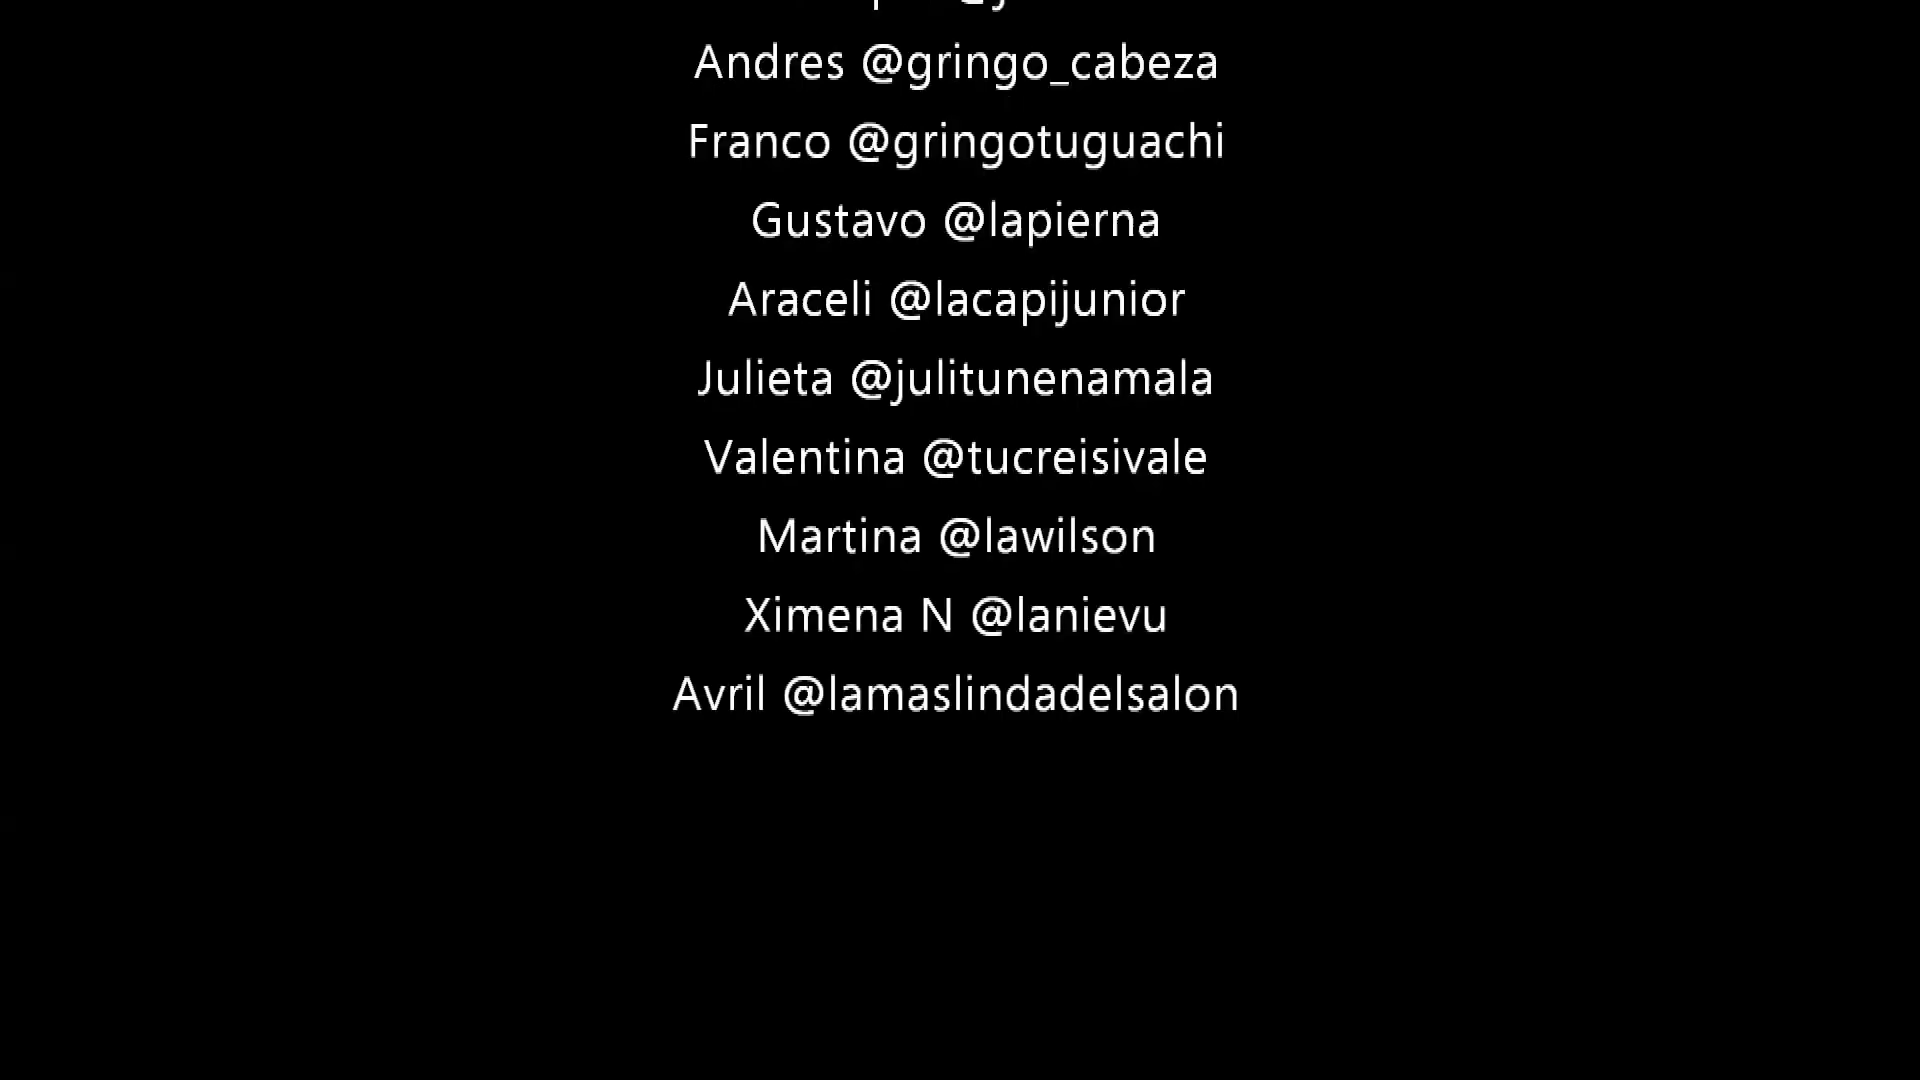 Andres @gringo_cabeza
Franco @gringotuguachi
Gustavo @lapierna
Araceli @lacapijunior
Julieta @julitunenamala
Valentina @tucreisivale
Martina @lawilson
Ximena N @lanievu
Avril @lamaslindadelsalon